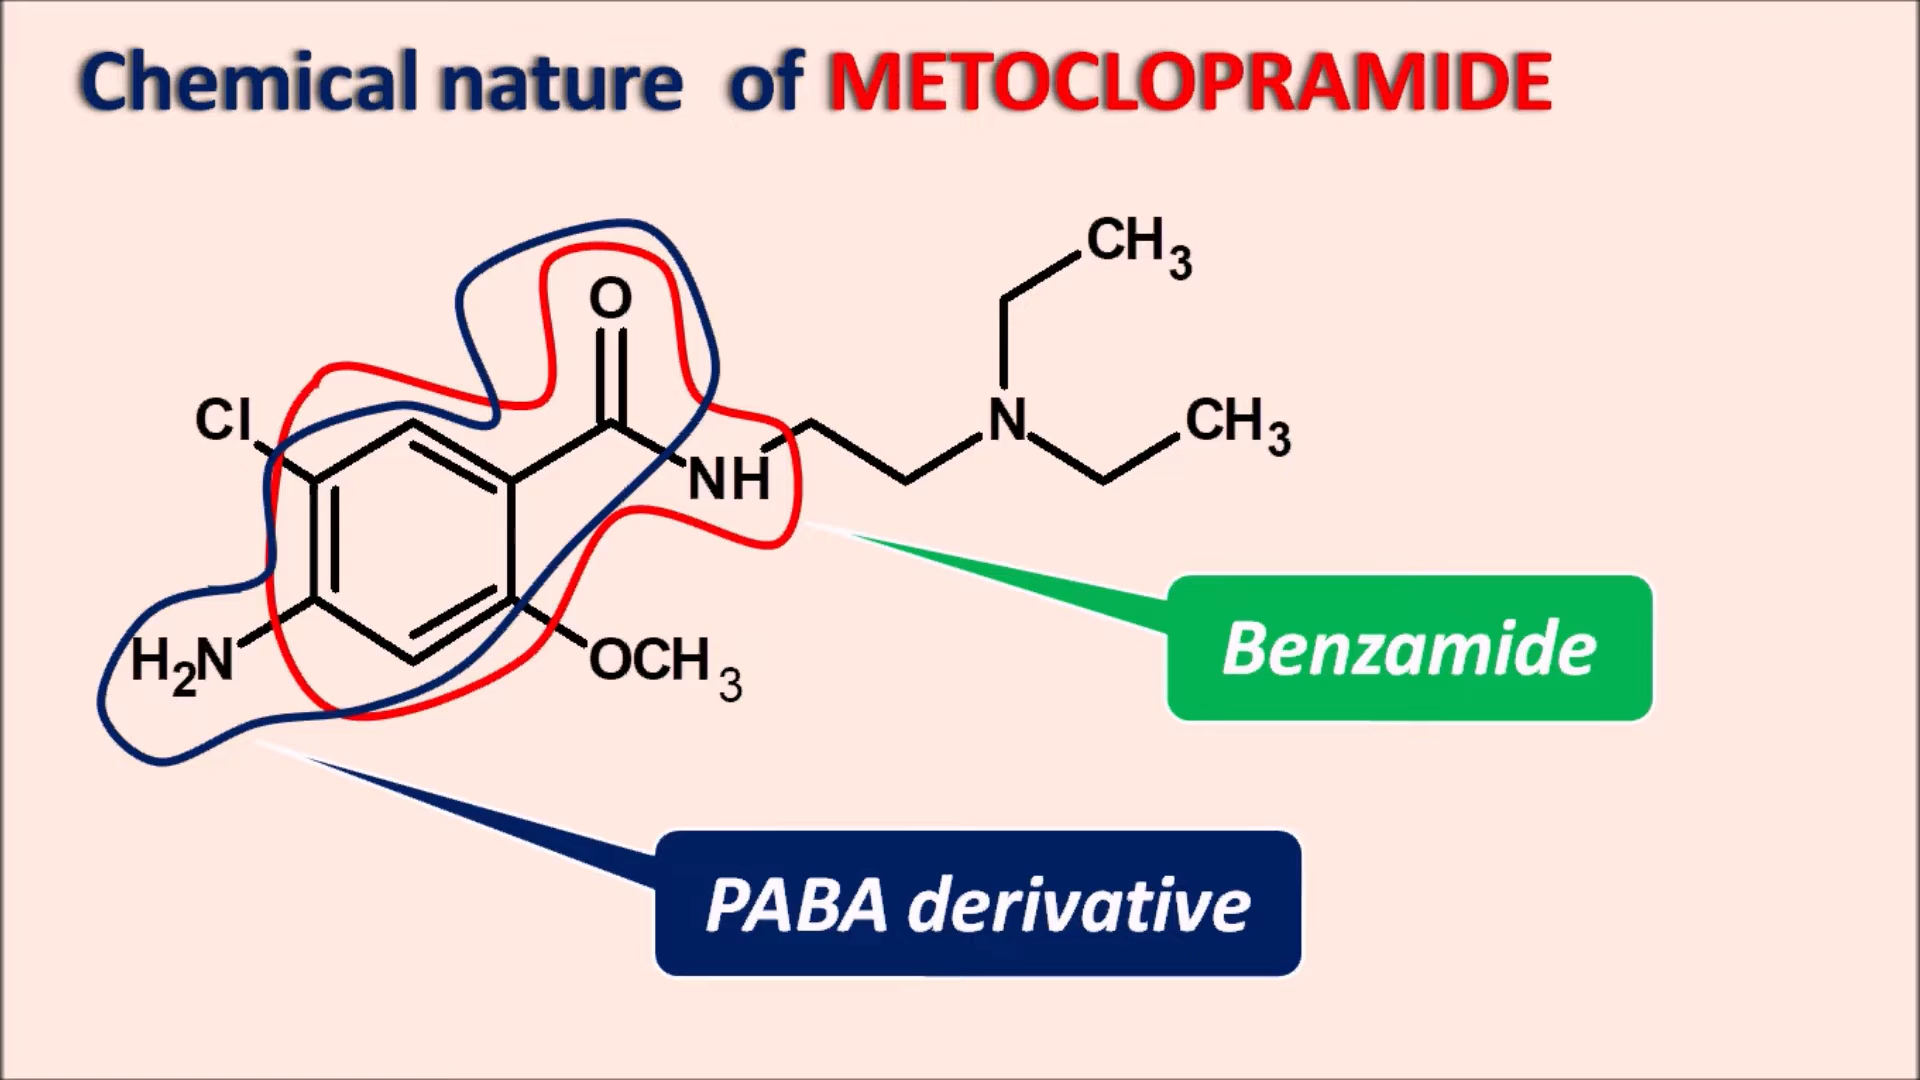 Chemical nature of METOCLOPRAMIDE
CH3
O
Cl
N
CH3
NH
H2N
OCH3
Benzamide
PABA derivative